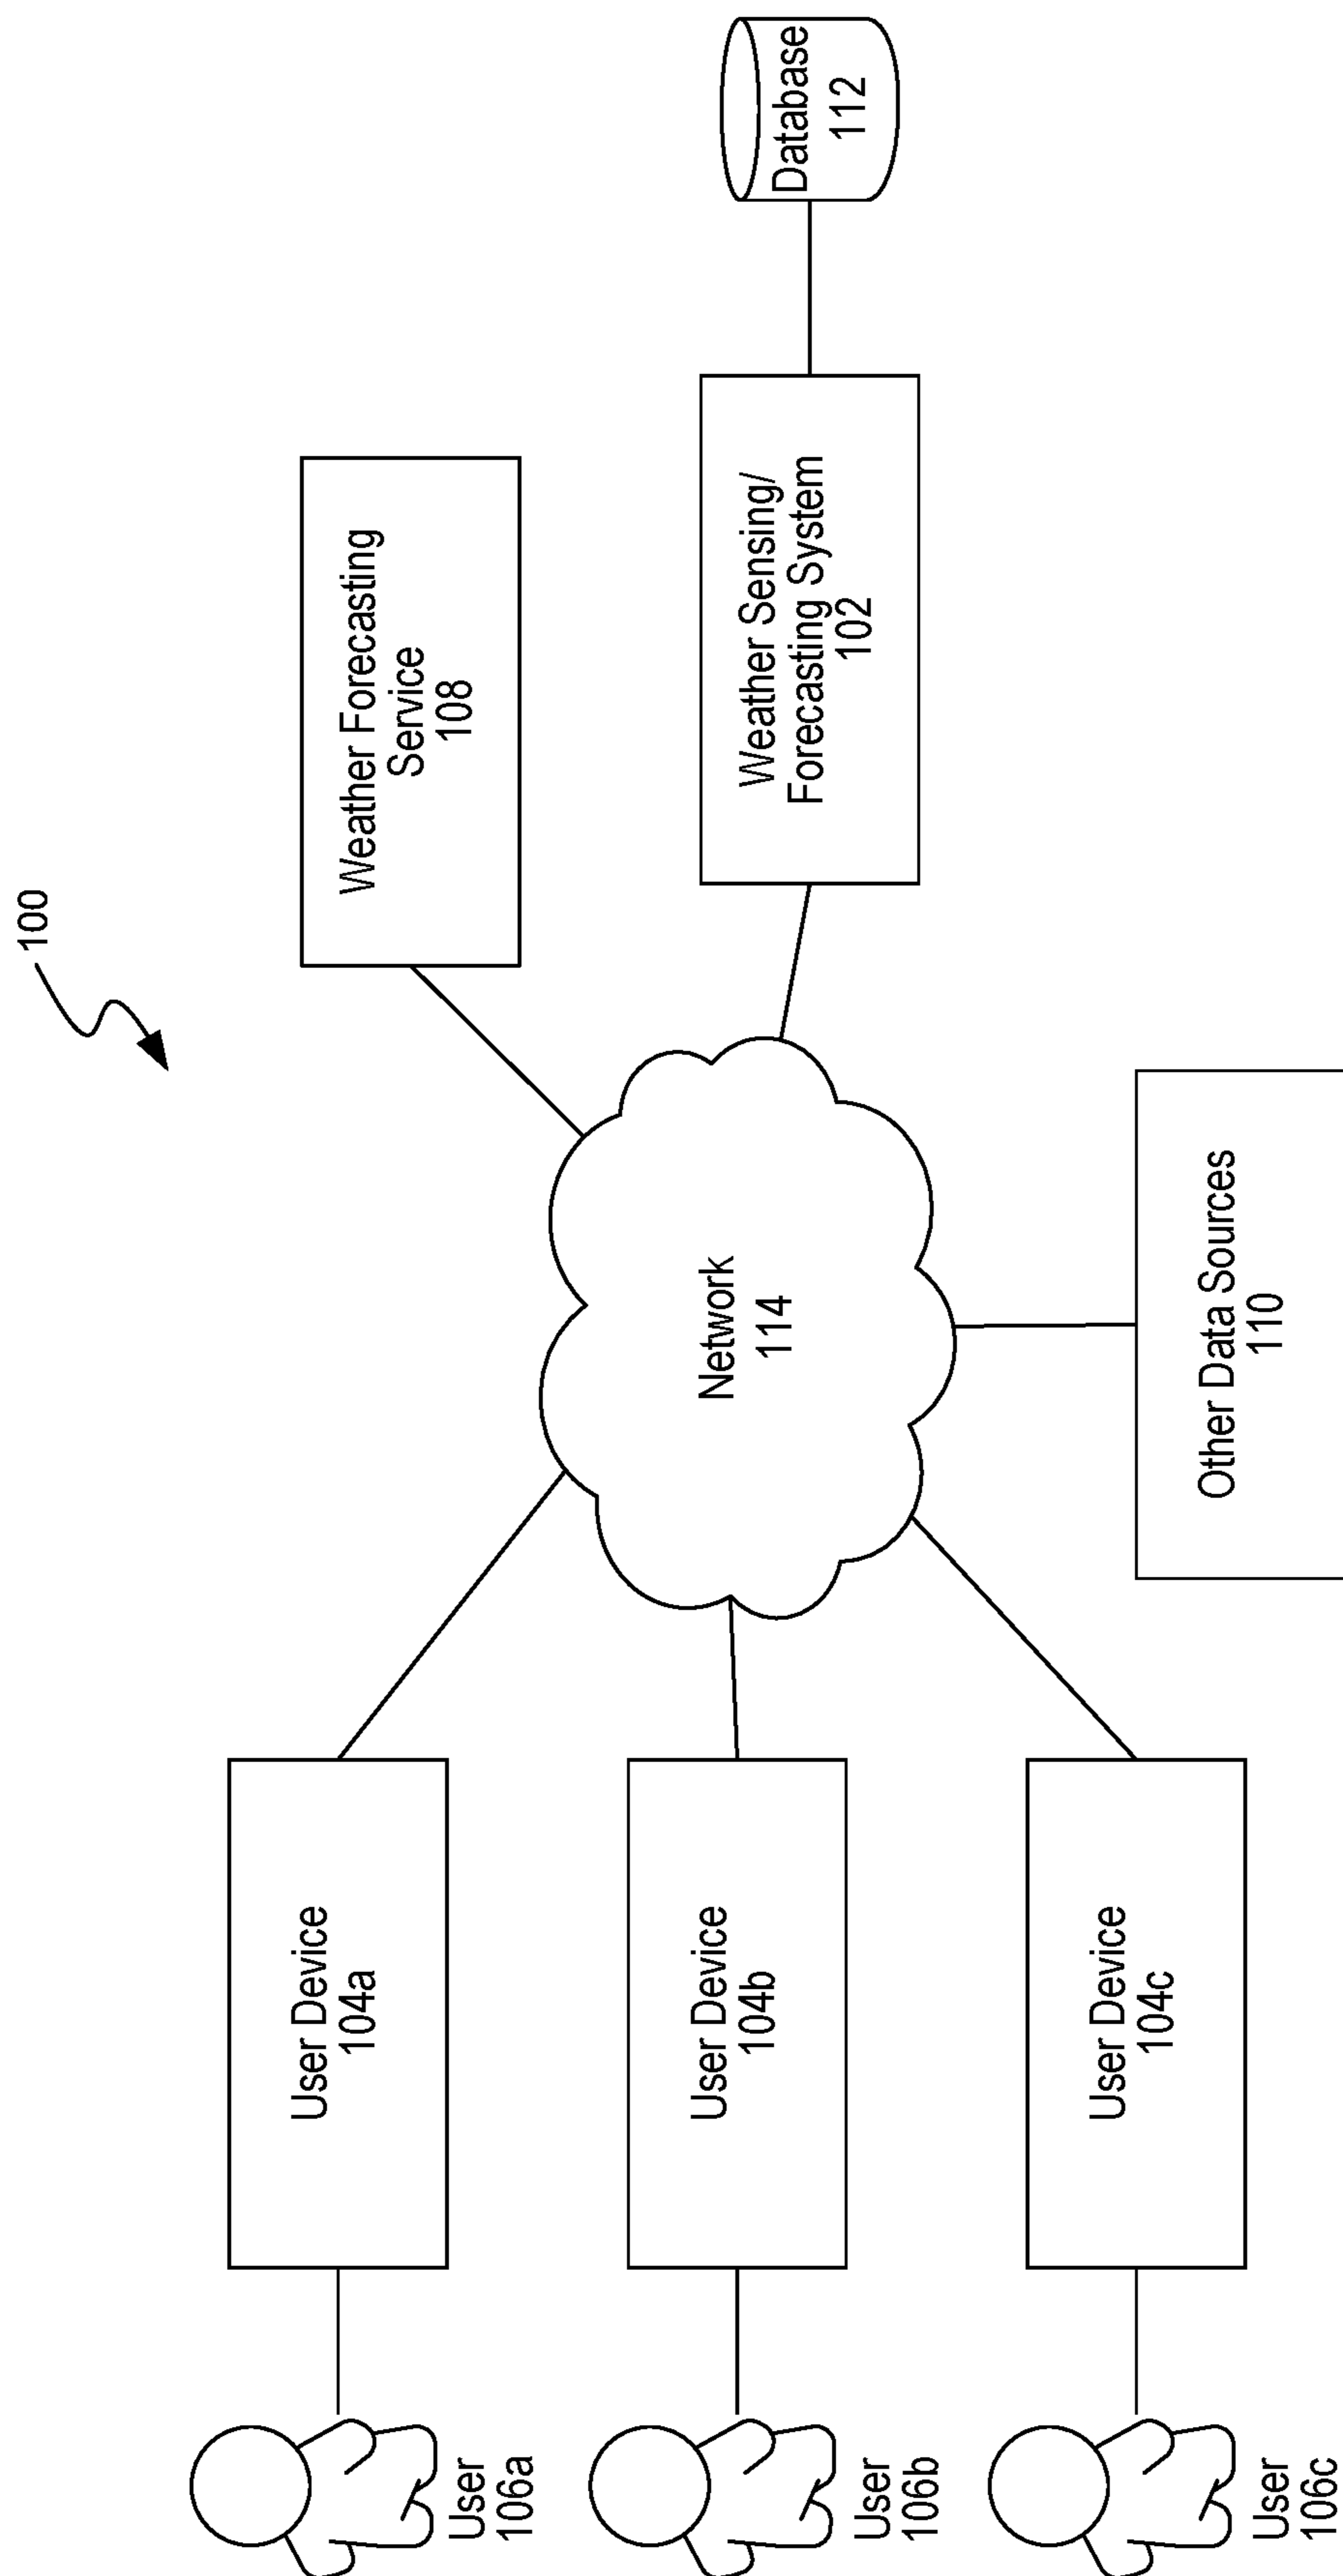 100
User
106a
User Device
104a
Weather Forecasting
Service
108
User
106b
User Device
104b
Network
114
Weather Sensing/
Forecasting System
102
Database
112
User
106c
User Device
104c
Other Data Sources
110